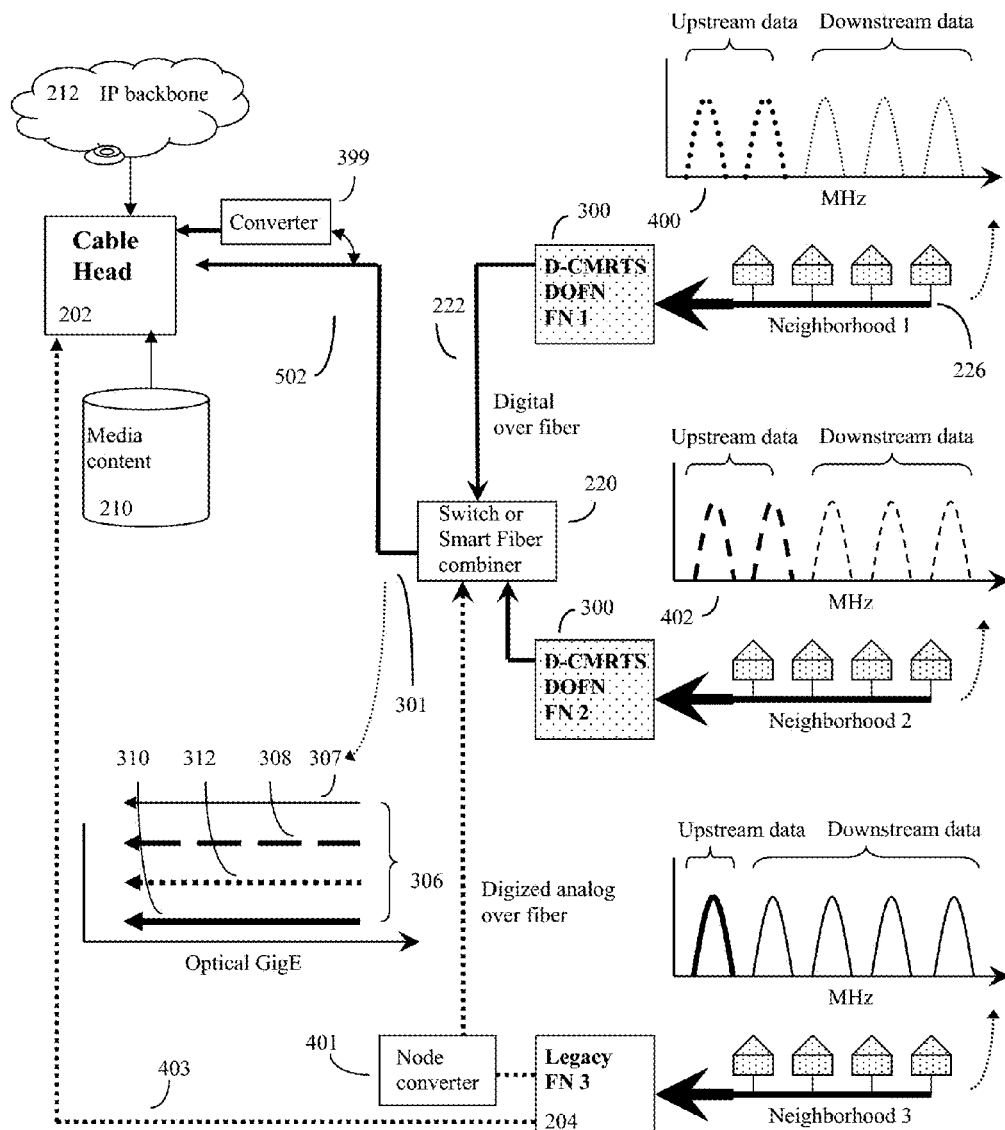 Upstream data
Downstream data
212 IP backbone
399
MHz
400
Converter
300
Cable
Head
202
D-CMRTS
DOFN
FN 1
222
Neighborhood 1
226
502
Digital
over fiber
Media
content
210
Upstream data
Downstream data
220
Switch or
Smart Fiber
combiner
MHz
402
300
D-CMRTS
DOFN
FN 2
301
Neighborhood 2
310
312
308
307
306
Digized analog
over fiber
Upstream data
Downstream data
Optical GigE
MHz
401
Node
converter
Legacy
FN 3
204
403
Neighborhood 3